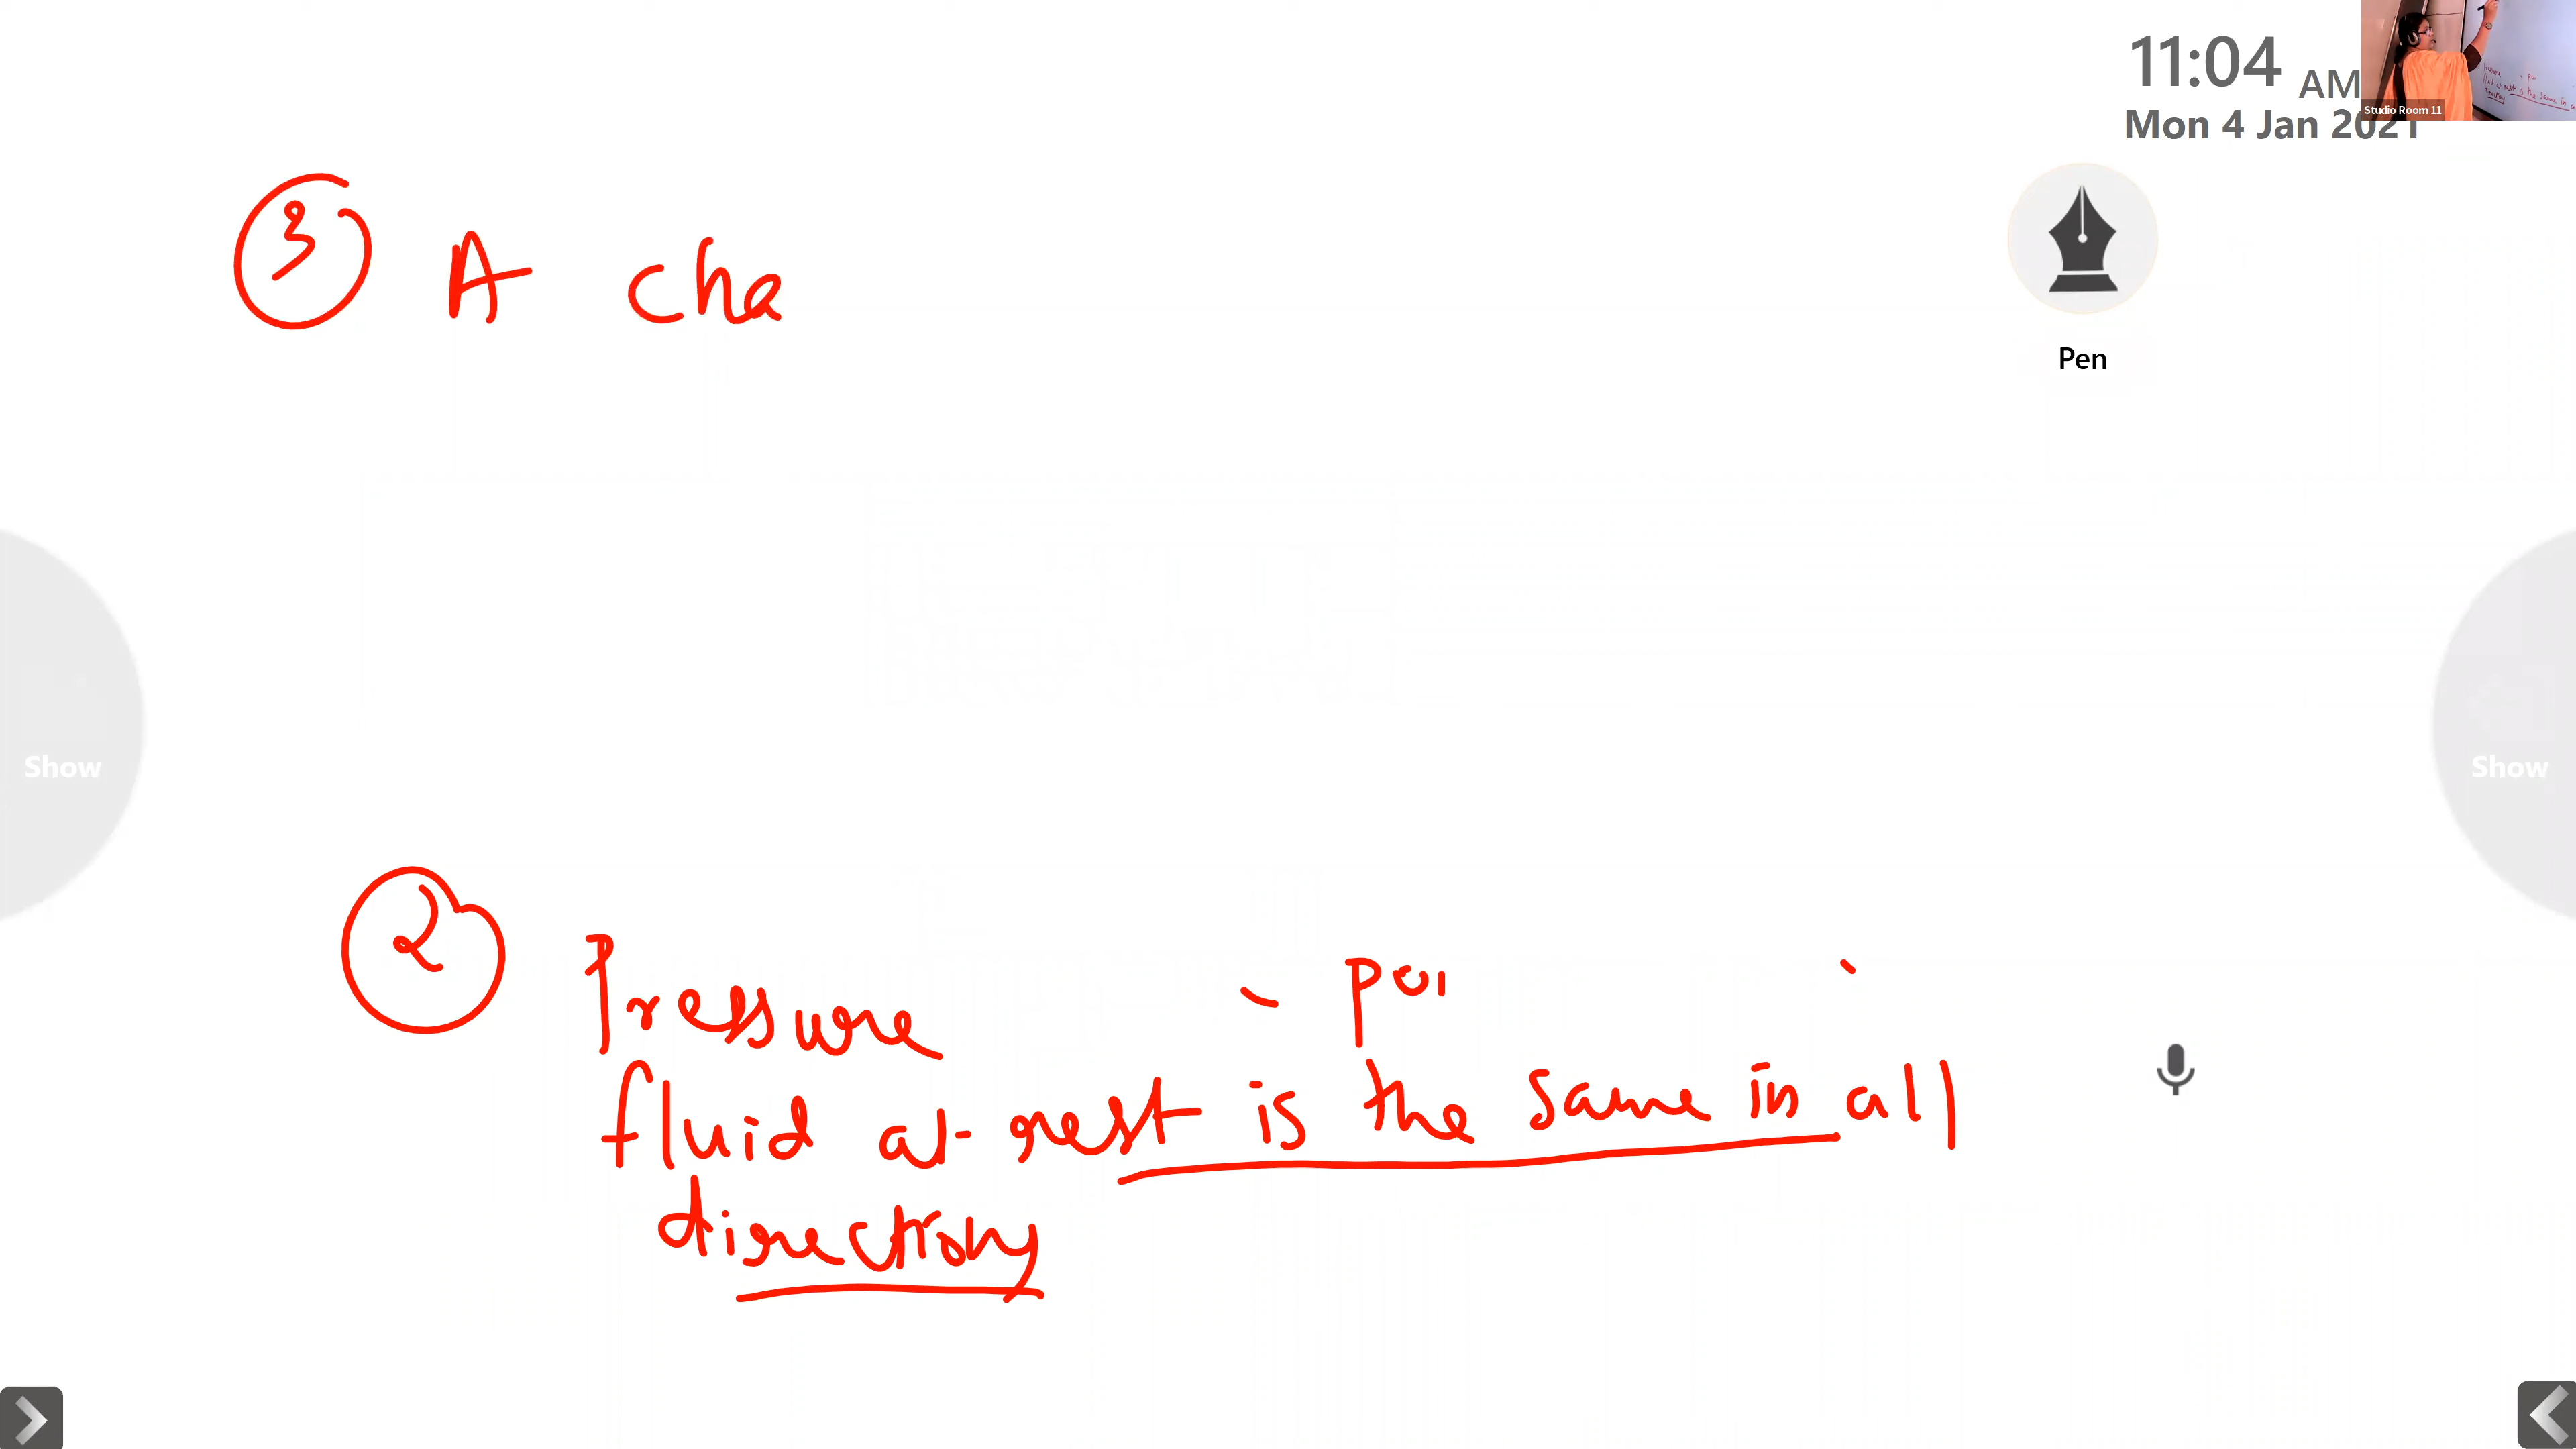 11:04 AM
Mon 4 Jan 2021
Studio Room 11
3 A cha
Pen
Show
Show
2 Pressure poi
fluid at rest is the same in all
directions